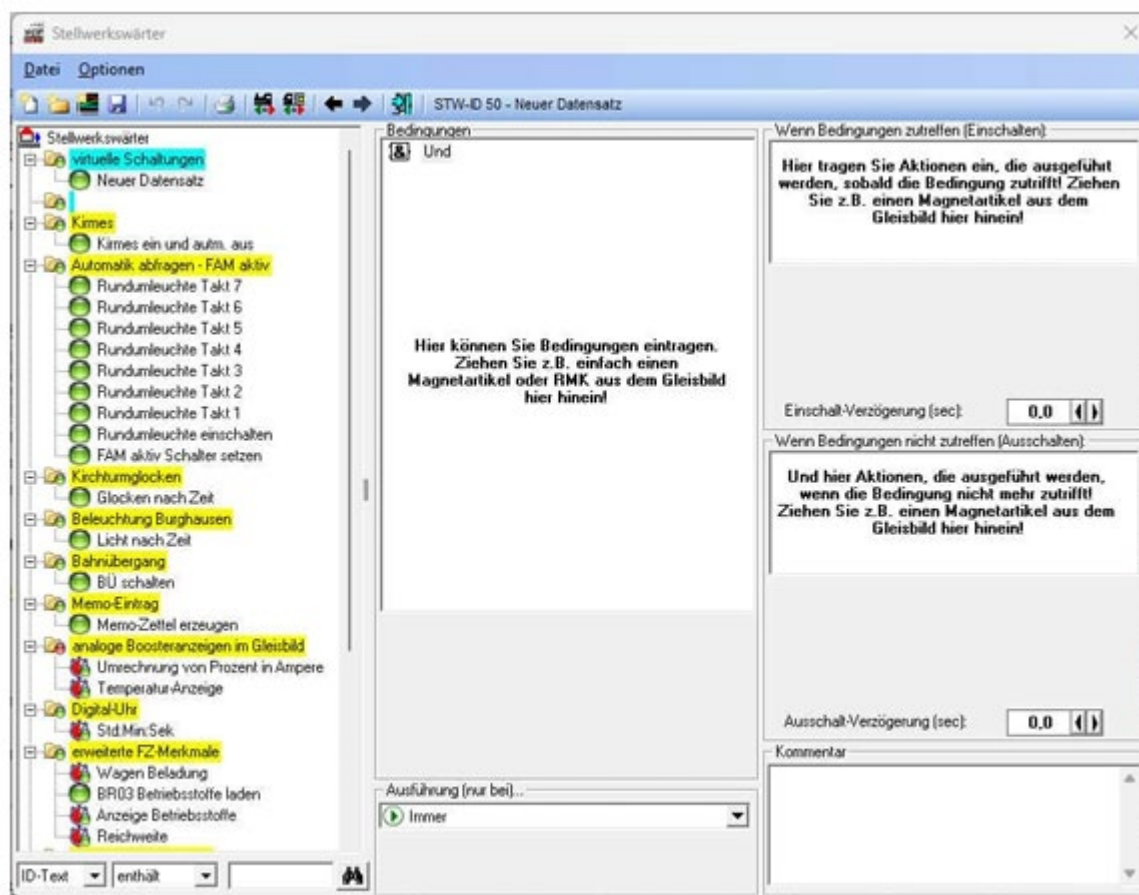 Stellwerkswärter
Datei Optionen
STW-ID 50 - Neuer Datensatz
Stellwerkswärter
virtuelle Schaltungen
Neuer Datensatz
Kirmes
Kirmes ein und autm. aus
Automatik abfragen - FAM aktiv
Rundumleuchte Takt 7
Rundumleuchte Takt 6
Rundumleuchte Takt 5
Rundumleuchte Takt 4
Rundumleuchte Takt 3
Rundumleuchte Takt 2
Rundumleuchte Takt 1
Rundumleuchte einschalten
FAM aktiv Schalter setzen
Kirchturmglocken
Glocken nach Zeit
Beleuchtung Burghausen
Licht nach Zeit
Bahnübergang
BÜ schalten
Memo-Eintrag
Memo-Zettel erzeugen
analoge Boosteranzeigen im Gleisbild
Umrechnung von Prozent in Ampere
Temperatur-Anzeige
Digital-Uhr
Std:Min:Sek
erweiterte FZ-Merkmale
Wagen Beladung
BR03 Betriebsstoffe laden
Anzeige Betriebsstoffe
Reichweite
ID-Text enthält
Bedingungen
& Und
Hier können Sie Bedingungen eintragen.
Ziehen Sie z.B. einfach einen
Magnetartikel oder RMK aus dem Gleisbild
hier hinein!
Ausführung (nur bei)...
Immer
Wenn Bedingungen zutreffen (Einschalten):
Hier tragen Sie Aktionen ein, die ausgeführt
werden, sobald die Bedingung zutrifft! Ziehen
Sie z.B. einen Magnetartikel aus dem
Gleisbild hier hinein!
Einschalt-Verzögerung (sec): 0,0
Wenn Bedingungen nicht zutreffen (Ausschalten):
Und hier Aktionen, die ausgeführt werden,
wenn die Bedingung nicht mehr zutrifft!
Ziehen Sie z.B. einen Magnetartikel aus dem
Gleisbild hier hinein!
Ausschalt-Verzögerung (sec): 0,0
Kommentar